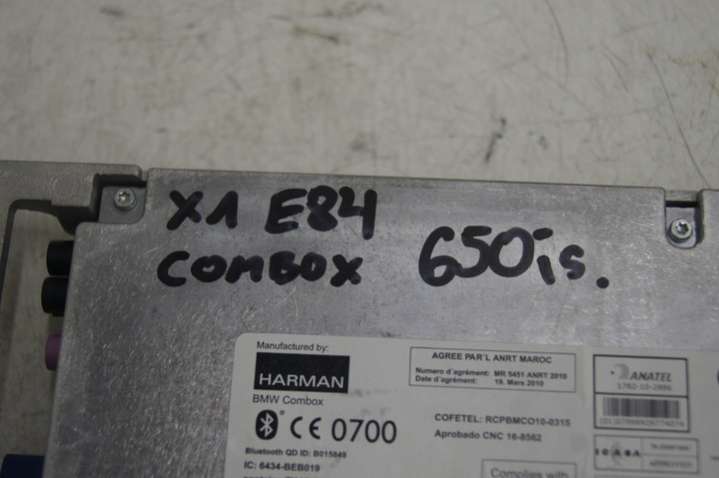 X1 E84
COMBOX 650is.
Manufactured by:
HARMAN
BMW Combox
CE 0700
Bluetooth QD ID: B015849
IC: 6434-BEB019
AGREE PAR'L ANRT MAROC
Numero d'agrément: MR 5451 ANRT 2010
Date d'agrément: 19. Mars 2010
COFETEL: RCPBMCO10-0315
Aprobado CNC 16-8562
Complies with
ANATEL
ICASA